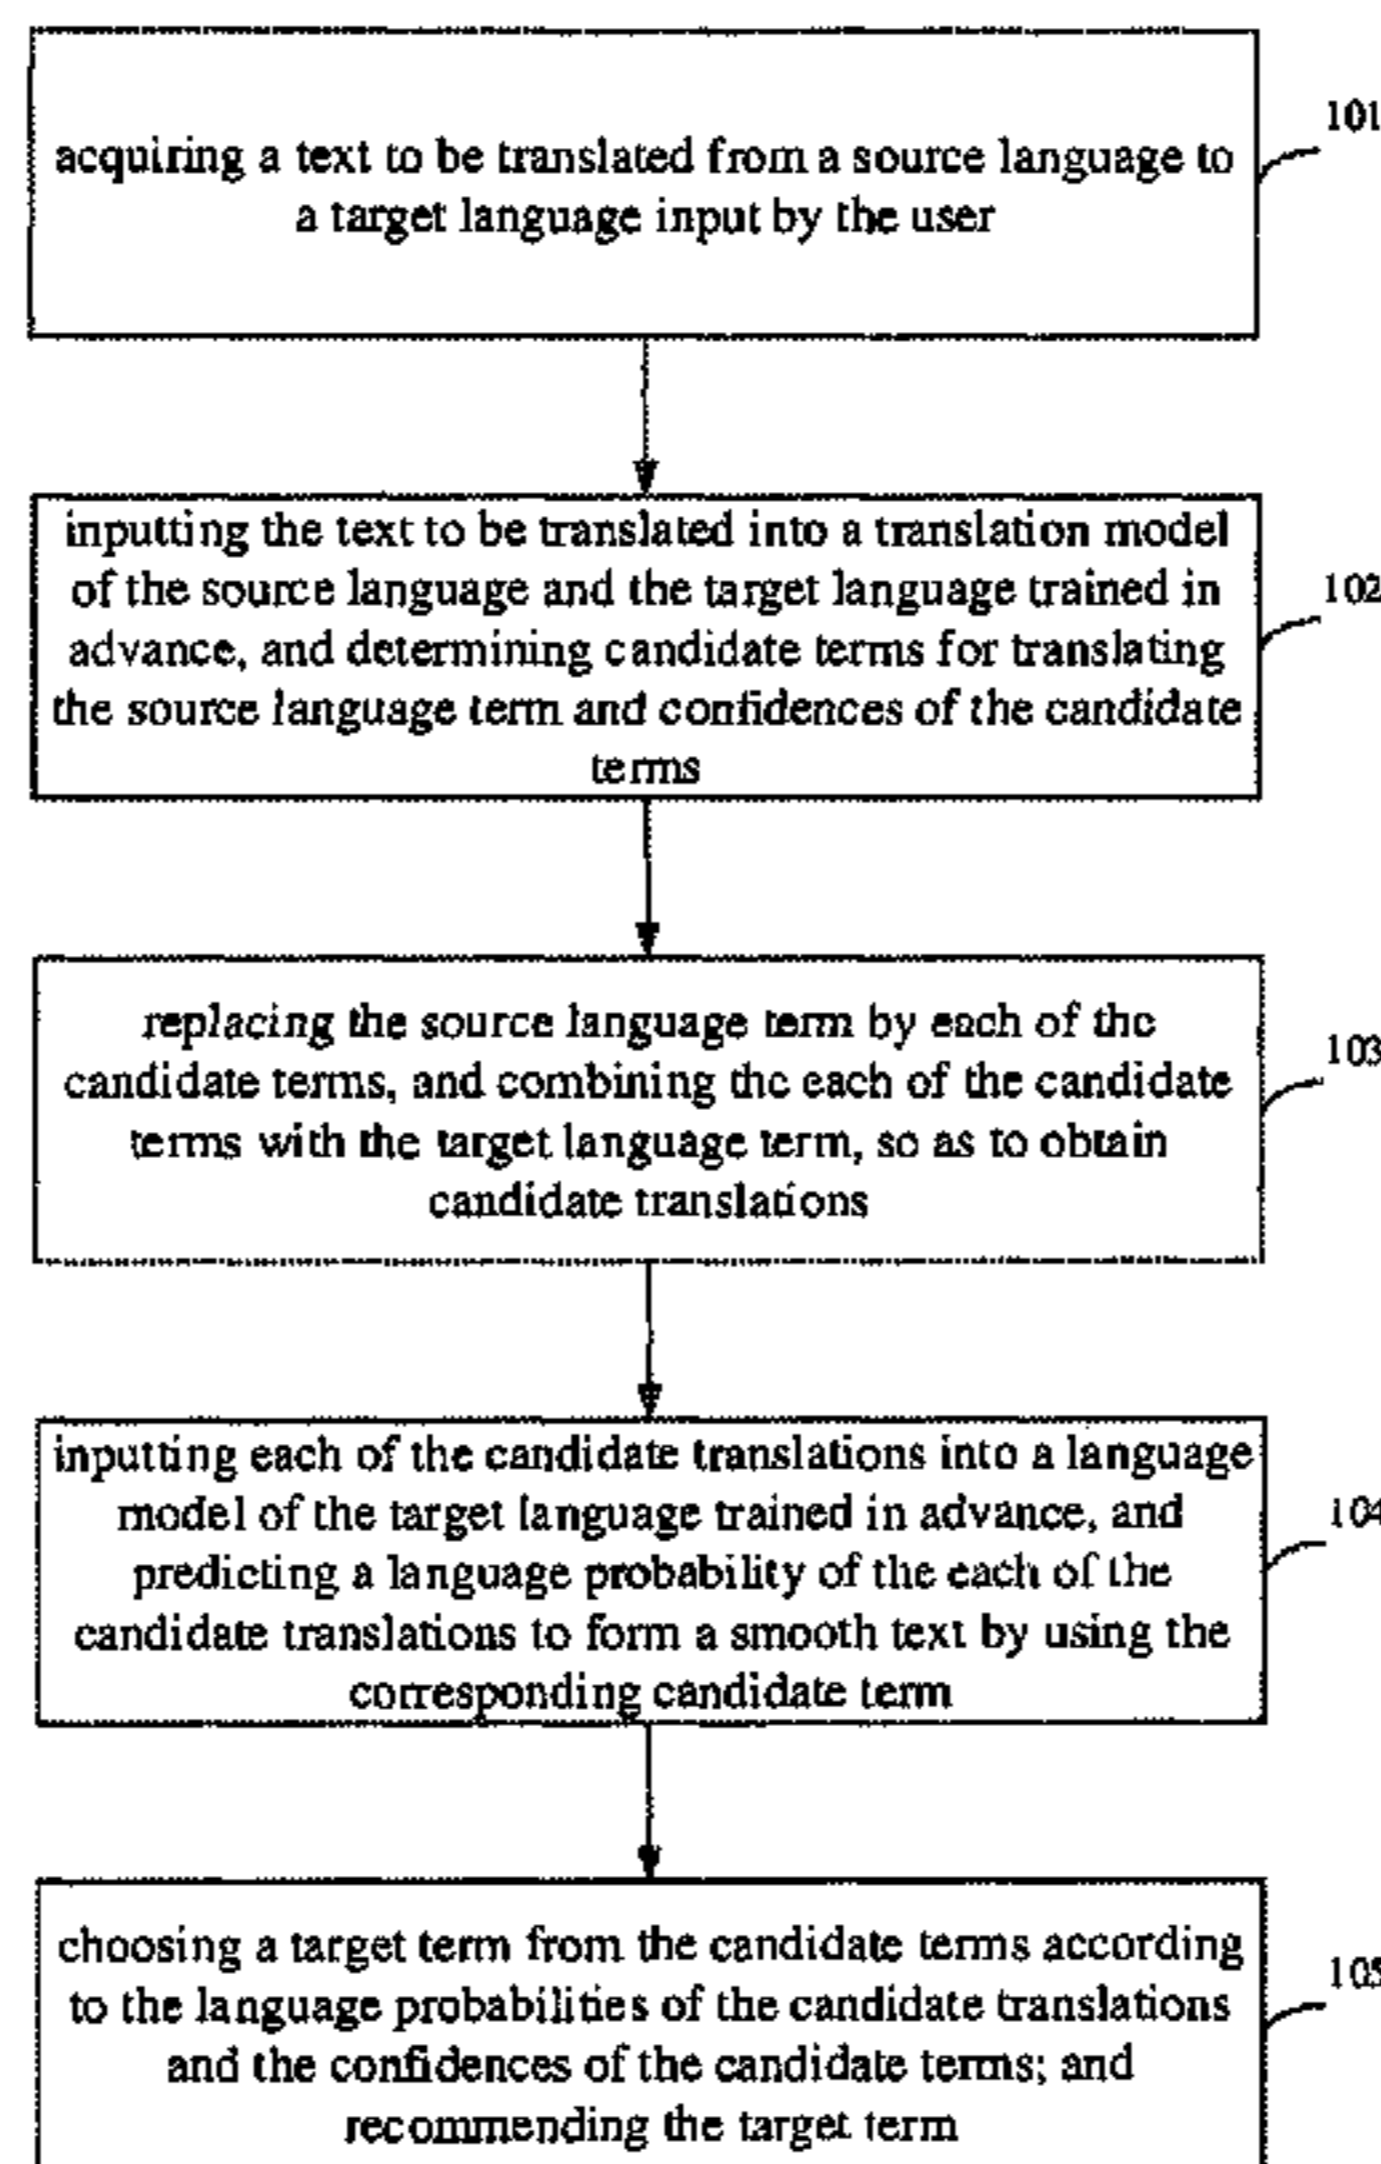 101
acquiring a text to be translated from a source language to
a target language input by the user
inputting the text to be translated into a translation model
of the source language and the target language trained in
102
advance, and determining candidate terms for translating
the source language term and confidences of the candidate
terms
replacing the source language term by each of the
103
candidate terms, and combining the each of the candidate
terms with the target language term, so as to obtain
candidate translations
inputting each of the candidate translations into a language
model of the target language trained in advance, and
104
predicting a language probability of the each of the
candidate translations to form a smooth text by using the
corresponding candidate term
choosing a target term from the candidate terms according
105
to the language probabilities of the candidate translations
and the confidences of the candidate terms; and
recommending the target term